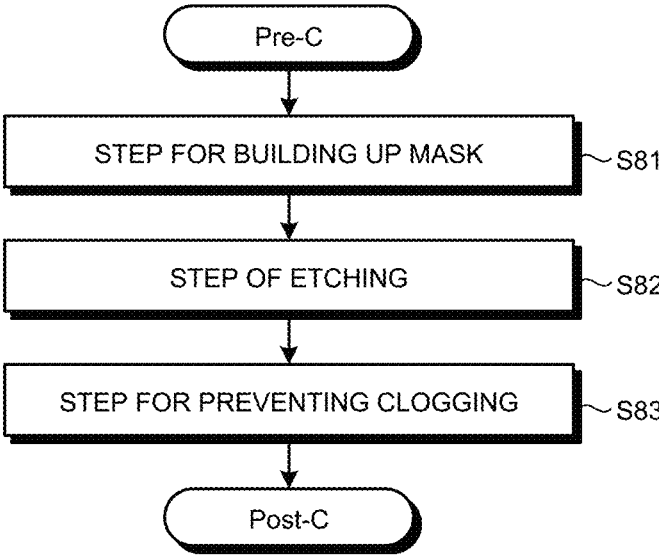 Pre-C
STEP FOR BUILDING UP MASK
S81
STEP OF ETCHING
S82
STEP FOR PREVENTING CLOGGING
S83
Post-C